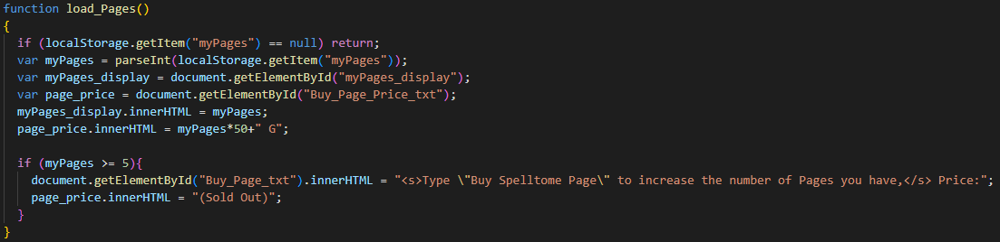 function load_Pages()
{
  if (localStorage.getItem("myPages") == null) return;
  var myPages = parseInt(localStorage.getItem("myPages"));
  var myPages_display = document.getElementById("myPages_display");
  var page_price = document.getElementById("Buy_Page_Price_txt");
  myPages_display.innerHTML = myPages;
  page_price.innerHTML = myPages*50+" G";

  if (myPages >= 5){
    document.getElementById("Buy_Page_txt").innerHTML = "<s>Type \"Buy Spelltome Page\" to increase the number of Pages you have,</s> Price:";
    page_price.innerHTML = "(Sold Out)";
  }
}